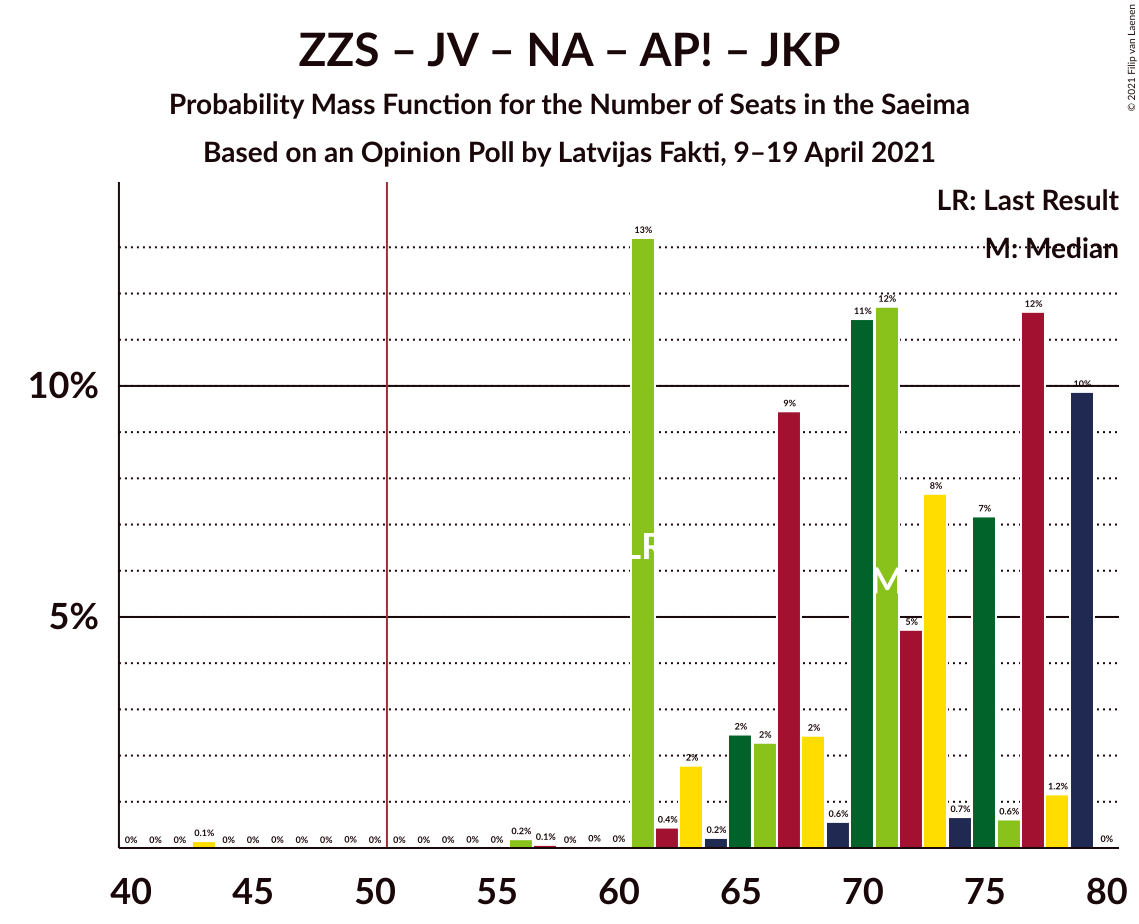 ZZS – JV – NA – AP! – JKP
Probability Mass Function for the Number of Seats in the Saeima
Based on an Opinion Poll by Latvijas Fakti, 9–19 April 2021
© 2021 Filip van Laenen
LR: Last Result
M: Median
10%
5%
0% 0% 0% 0.1% 0% 0% 0% 0% 0% 0% 0% 0% 0% 0% 0% 0% 0.2% 0.1% 0% 0% 0% 13% 0.4% 2% 0.2% 2% 2% 9% 2% 0.6% 11% 12% 5% 8% 0.7% 7% 0.6% 12% 1.2% 10% 0%
LR
M
40 45 50 55 60 65 70 75 80